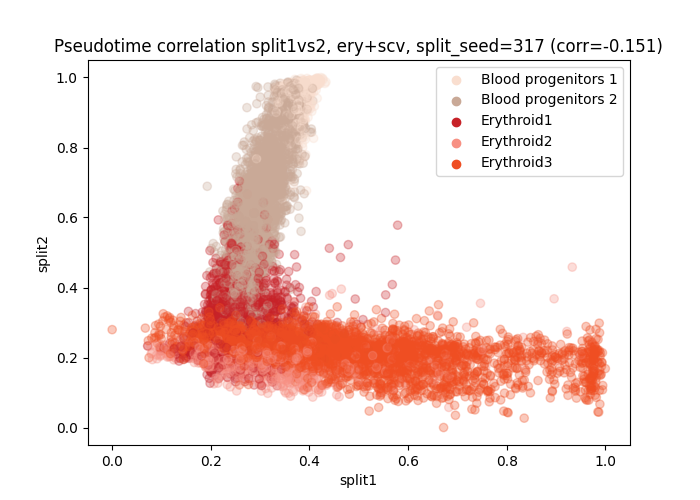 Pseudotime correlation split1vs2, ery+scv, split_seed=317 (corr=-0.151)
Blood progenitors 1
Blood progenitors 2
Erythroid1
Erythroid2
Erythroid3
1.0
0.8
0.6
0.4
0.2
0.0
split2
0.0 0.2 0.4 0.6 0.8 1.0
split1